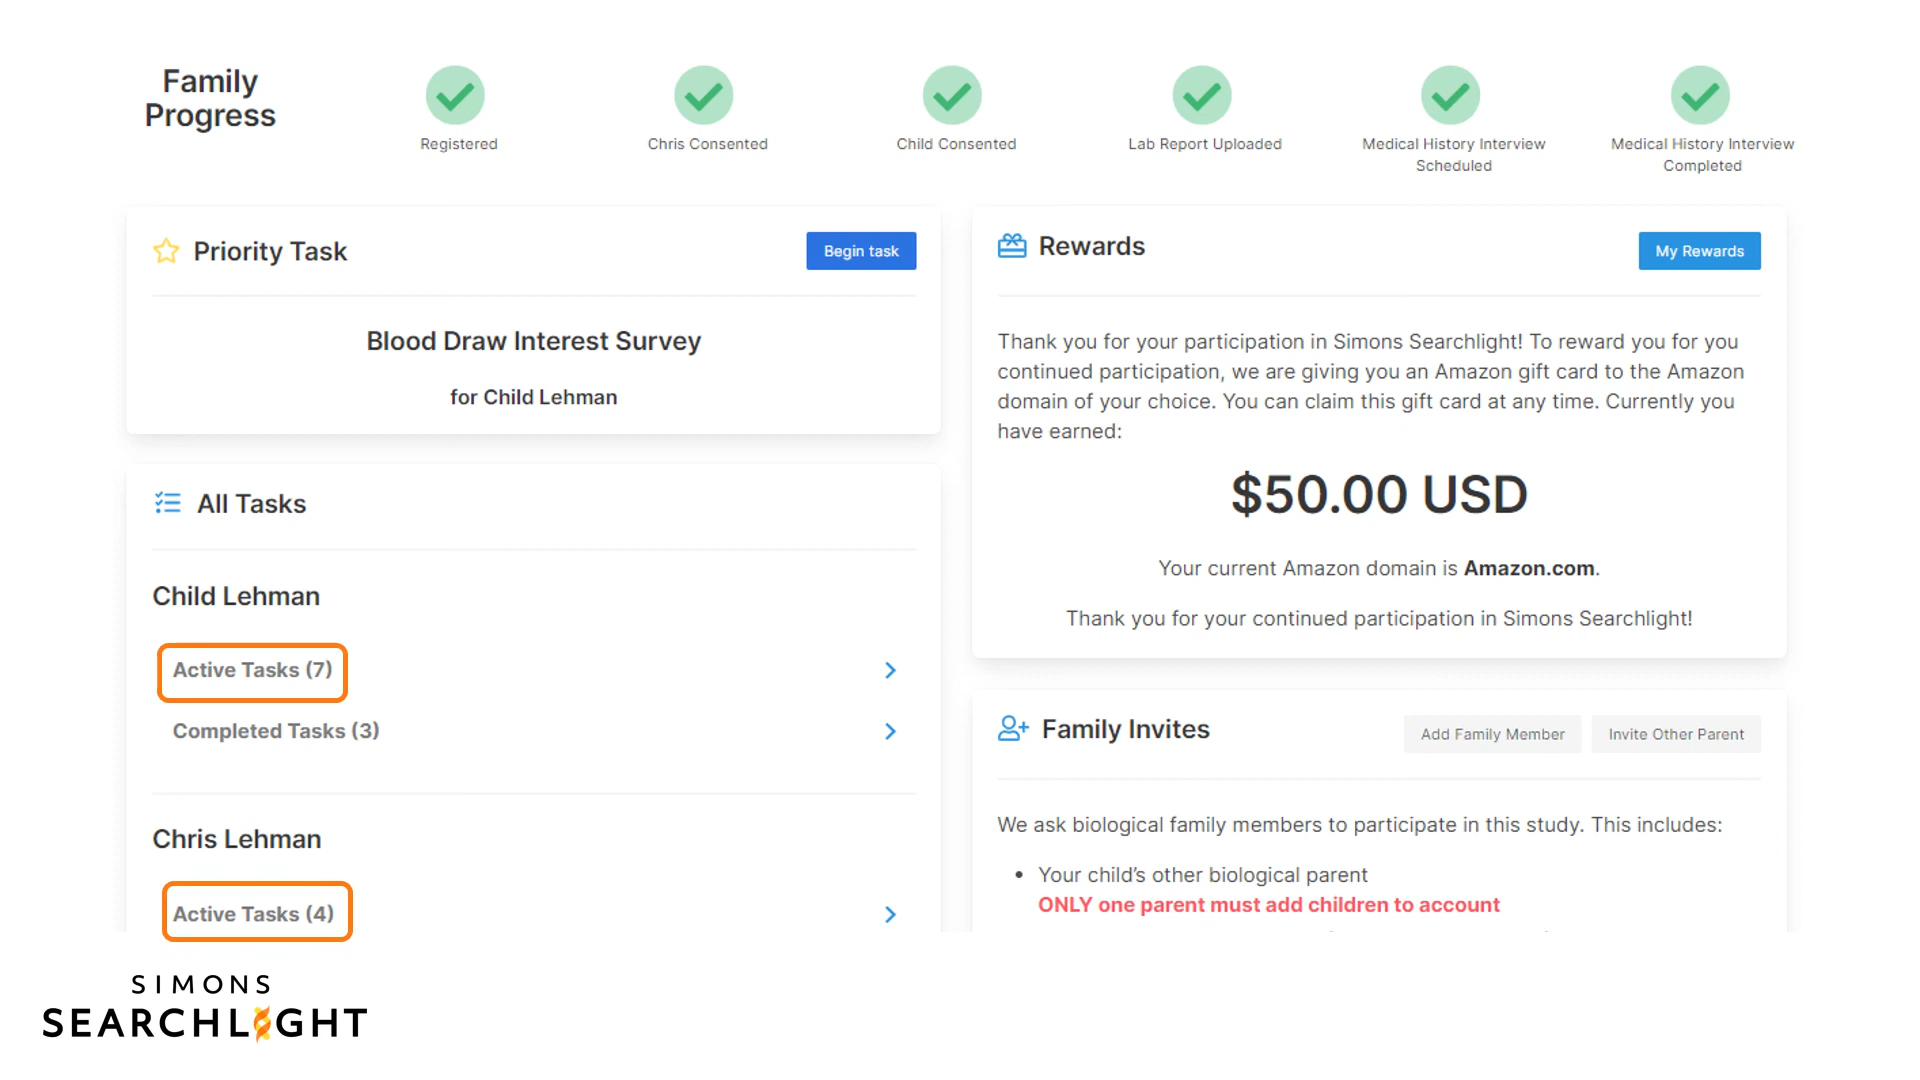 Family
Progress
Registered
Chris Consented
Child Consented
Lab Report Uploaded
Medical History Interview
Scheduled
Medical History Interview
Completed
Priority Task
Begin task
Blood Draw Interest Survey
for Child Lehman
All Tasks
Child Lehman
Active Tasks (7)
Completed Tasks (3)
Chris Lehman
Active Tasks (4)
Rewards
My Rewards
Thank you for your participation in Simons Searchlight! To reward you for you
continued participation, we are giving you an Amazon gift card to the Amazon
domain of your choice. You can claim this gift card at any time. Currently you
have earned:
$50.00 USD
Your current Amazon domain is Amazon.com.
Thank you for your continued participation in Simons Searchlight!
Family Invites
Add Family Member
Invite Other Parent
We ask biological family members to participate in this study. This includes:
• Your child’s other biological parent
ONLY one parent must add children to account
SIMONS
SEARCHLIGHT